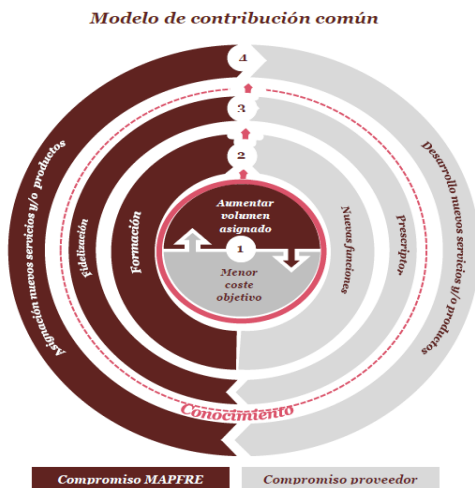 Modelo de contribución común
4
3
2
Aumentar
volumen
asignado
1
Menor
coste
objetivo
Asignación nuevos servicios y/o productos
Fidelización
Formación
Nuevas funciones
Prescriptor
Desarrollo nuevos servicios y/o productos
Conocimiento
Compromiso MAPFRE
Compromiso proveedor